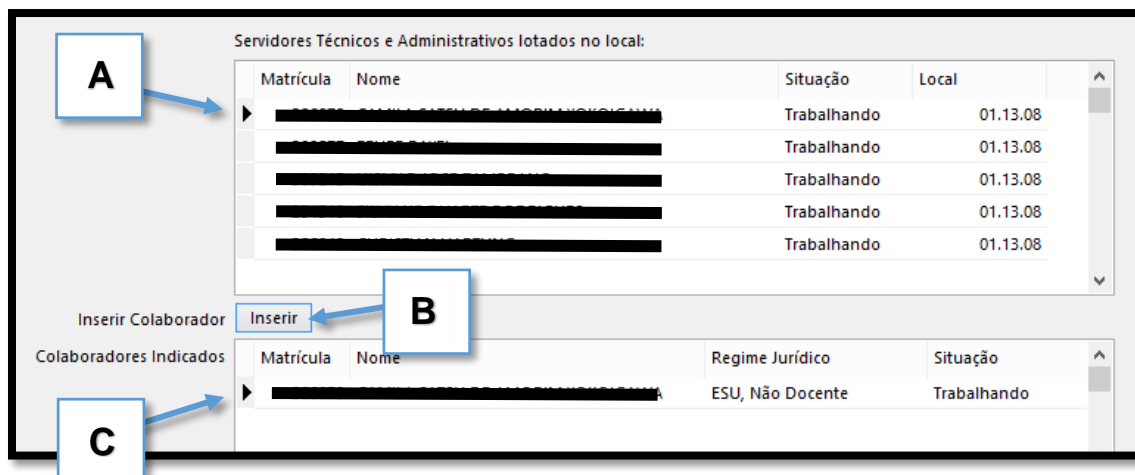 Servidores Técnicos e Administrativos lotados no local:
A
Matrícula Nome Situação Local
Trabalhando 01.13.08
Trabalhando 01.13.08
Trabalhando 01.13.08
Trabalhando 01.13.08
Trabalhando 01.13.08
Inserir Colaborador Inserir B
Colaboradores Indicados Matrícula Nome Regime Jurídico Situação
ESU, Não Docente Trabalhando
C